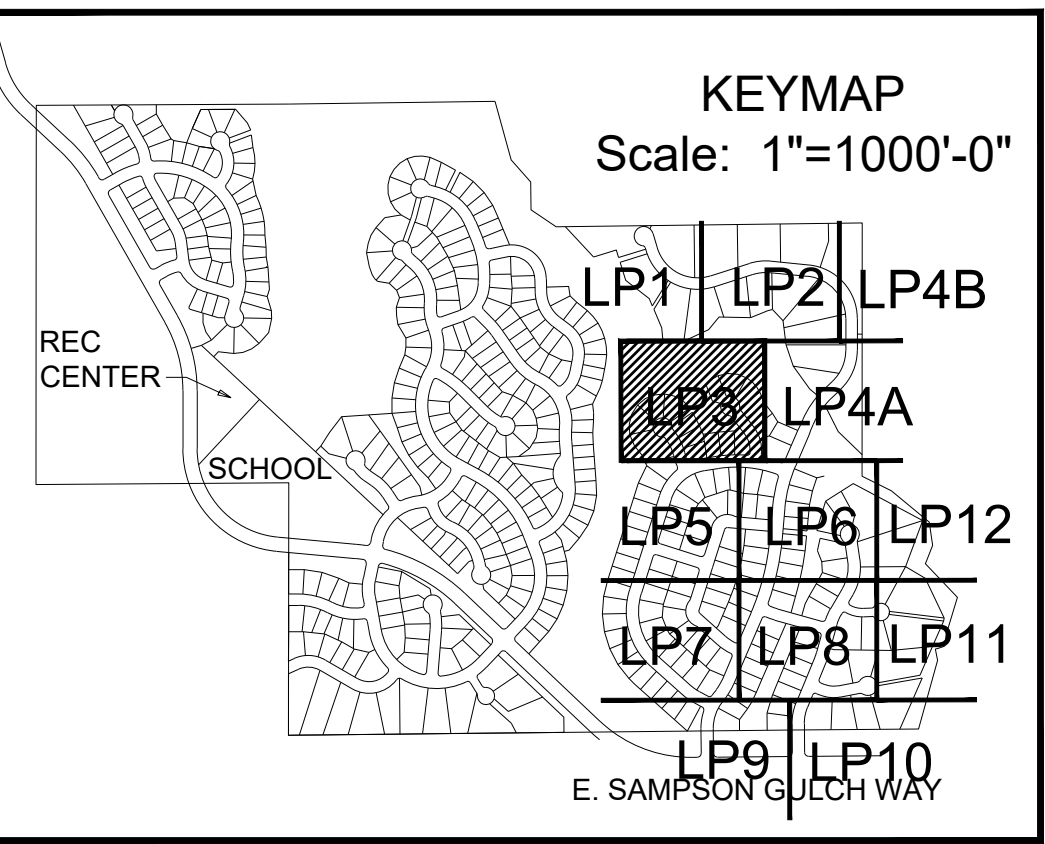 KEYMAP
Scale: 1"=1000'-0"
LP1
LP2
LP4B
REC
CENTER
LP3
LP4A
SCHOOL
LP5
LP6
LP12
LP7
LP8
LP11
LP9
LP10
E. SAMPSON GULCH WAY